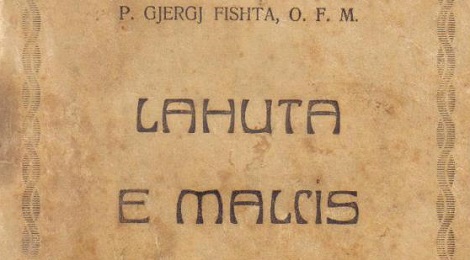 P. GJERGJ FISHTA, O. F. M.
LAHUTA
E MALCIS